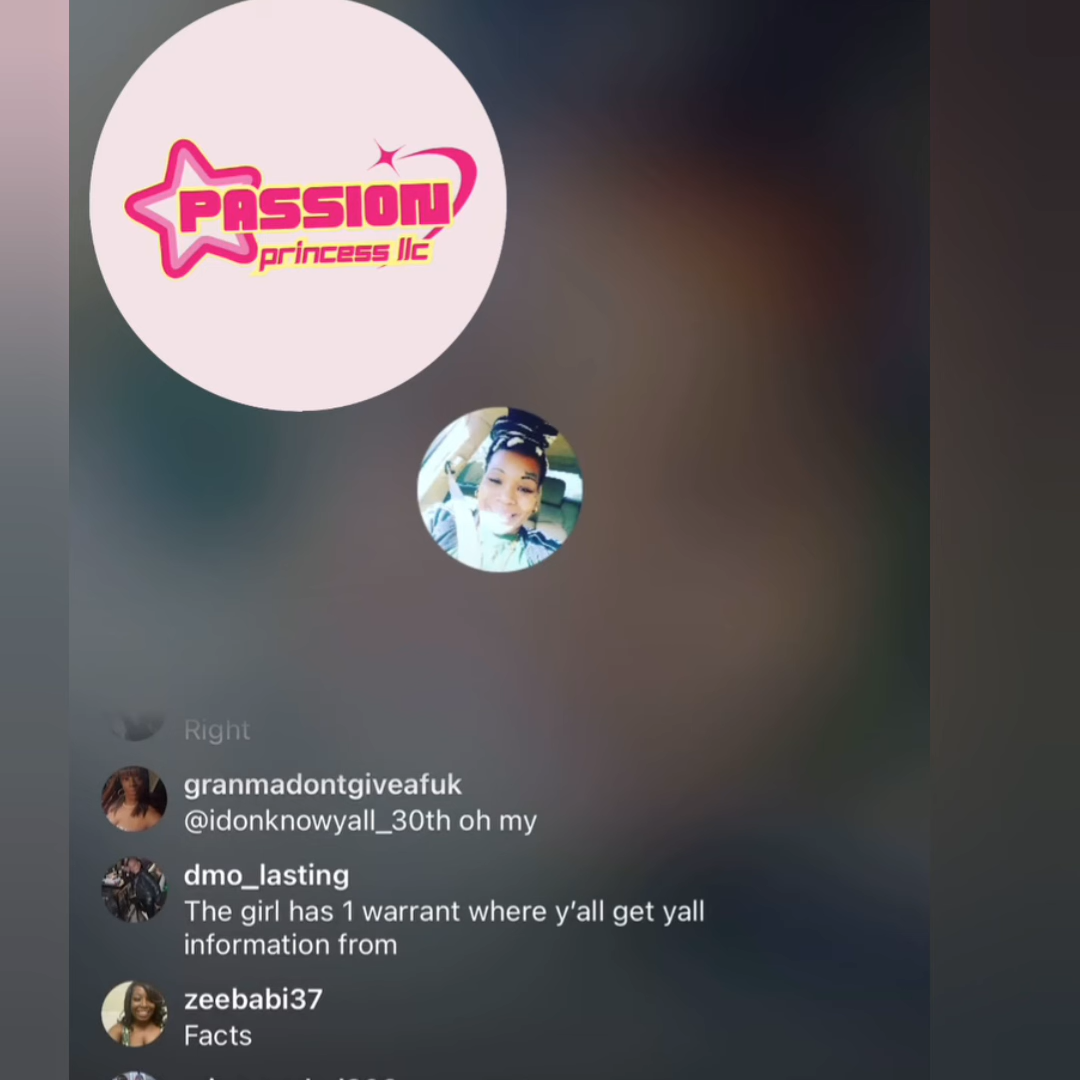 PASSION
princess llc
Right
granmadontgiveafuk
@idonknowyall_30th oh my
dmo_lasting
The girl has 1 warrant where y’all get yall
information from
zeebabi37
Facts